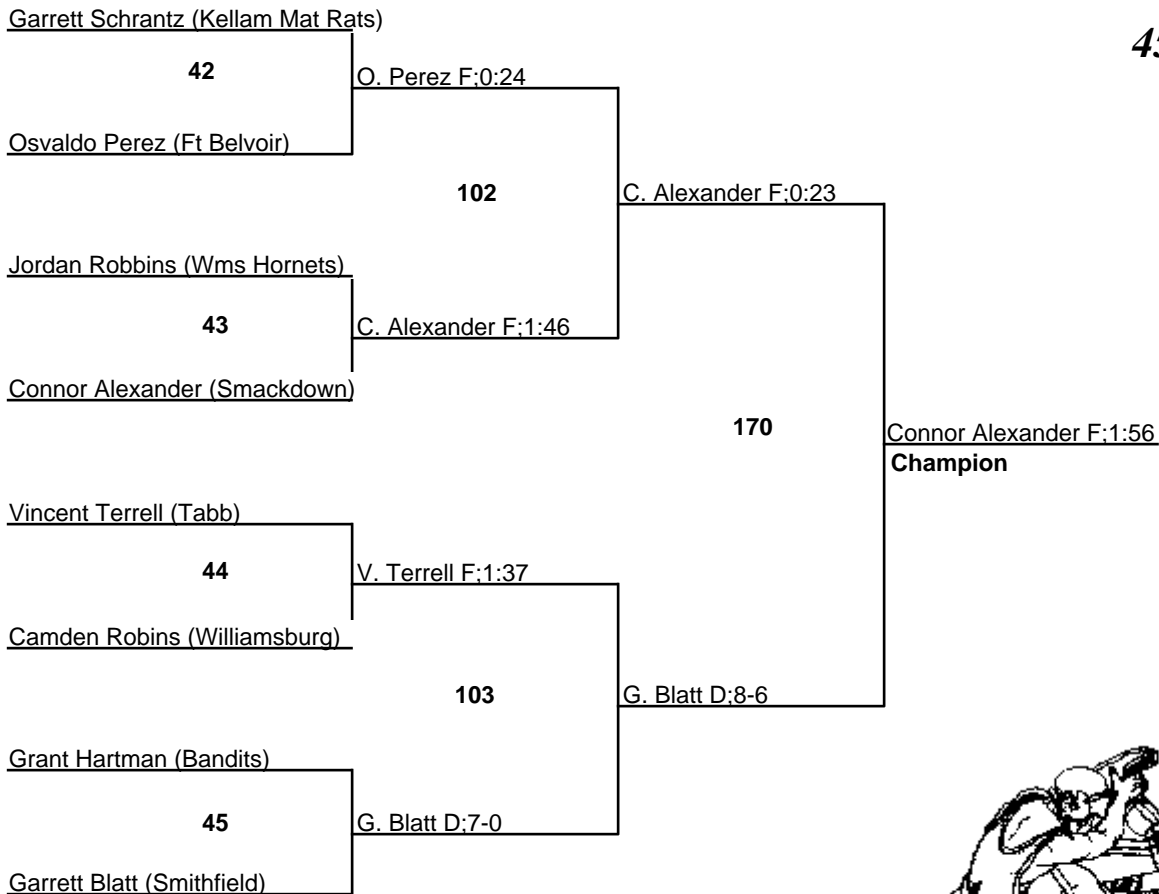 Garrett Schrantz (Kellam Mat Rats)
45
42
O. Perez F;0:24
Osvaldo Perez (Ft Belvoir)
102
C. Alexander F;0:23
Jordan Robbins (Wms Hornets)
43
C. Alexander F;1:46
Connor Alexander (Smackdown)
170
Connor Alexander F;1:56
Champion
Vincent Terrell (Tabb)
44
V. Terrell F;1:37
Camden Robins (Williamsburg)
103
G. Blatt D;8-6
Grant Hartman (Bandits)
45
G. Blatt D;7-0
Garrett Blatt (Smithfield)